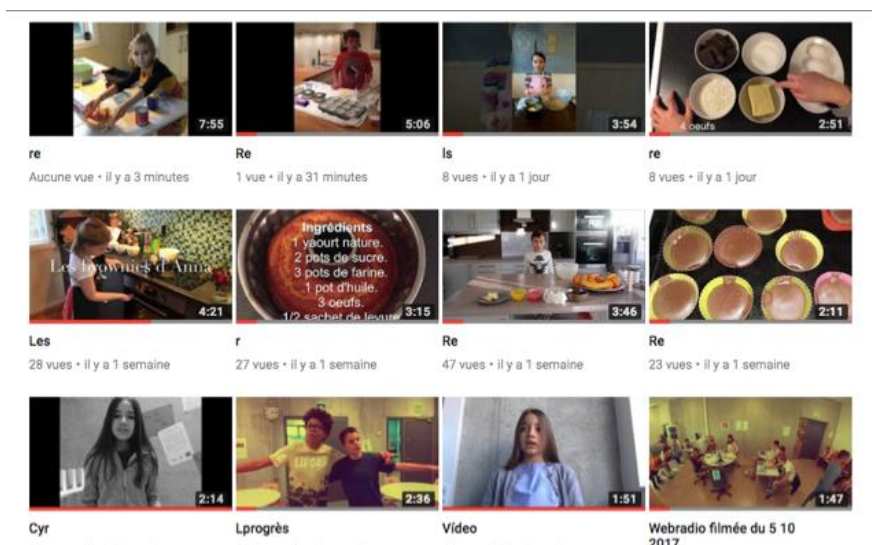 7:55
5:06
3:54
4 oeufs
2:51
re
Re
ls
re
Aucune vue • il y a 3 minutes
1 vue • il y a 31 minutes
8 vues • il y a 1 jour
8 vues • il y a 1 jour
Les brownies d'Anna
4:21
Ingrédients
1 yaourt nature.
2 pots de sucre.
3 pots de farine.
1 pot d'huile.
3 oeufs.
1/2 sachet de levure
3:15
3:46
2:11
Les
r
Re
Re
28 vues • il y a 1 semaine
27 vues • il y a 1 semaine
47 vues • il y a 1 semaine
23 vues • il y a 1 semaine
2:14
2:36
1:51
1:47
Cyr
Lprogrès
Vídeo
Webradio filmée du 5 10
2017